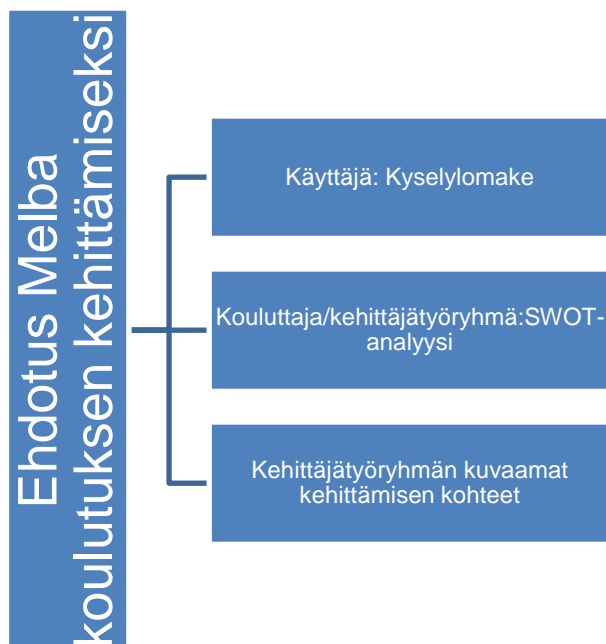 Ehdotus Melba
koulutuksen kehittämiseksi
Käyttäjä: Kyselylomake
Kouluttaja/kehittäjätyöryhmä:SWOT-
analyysi
Kehittäjätyöryhmän kuvaamat
kehittämisen kohteet